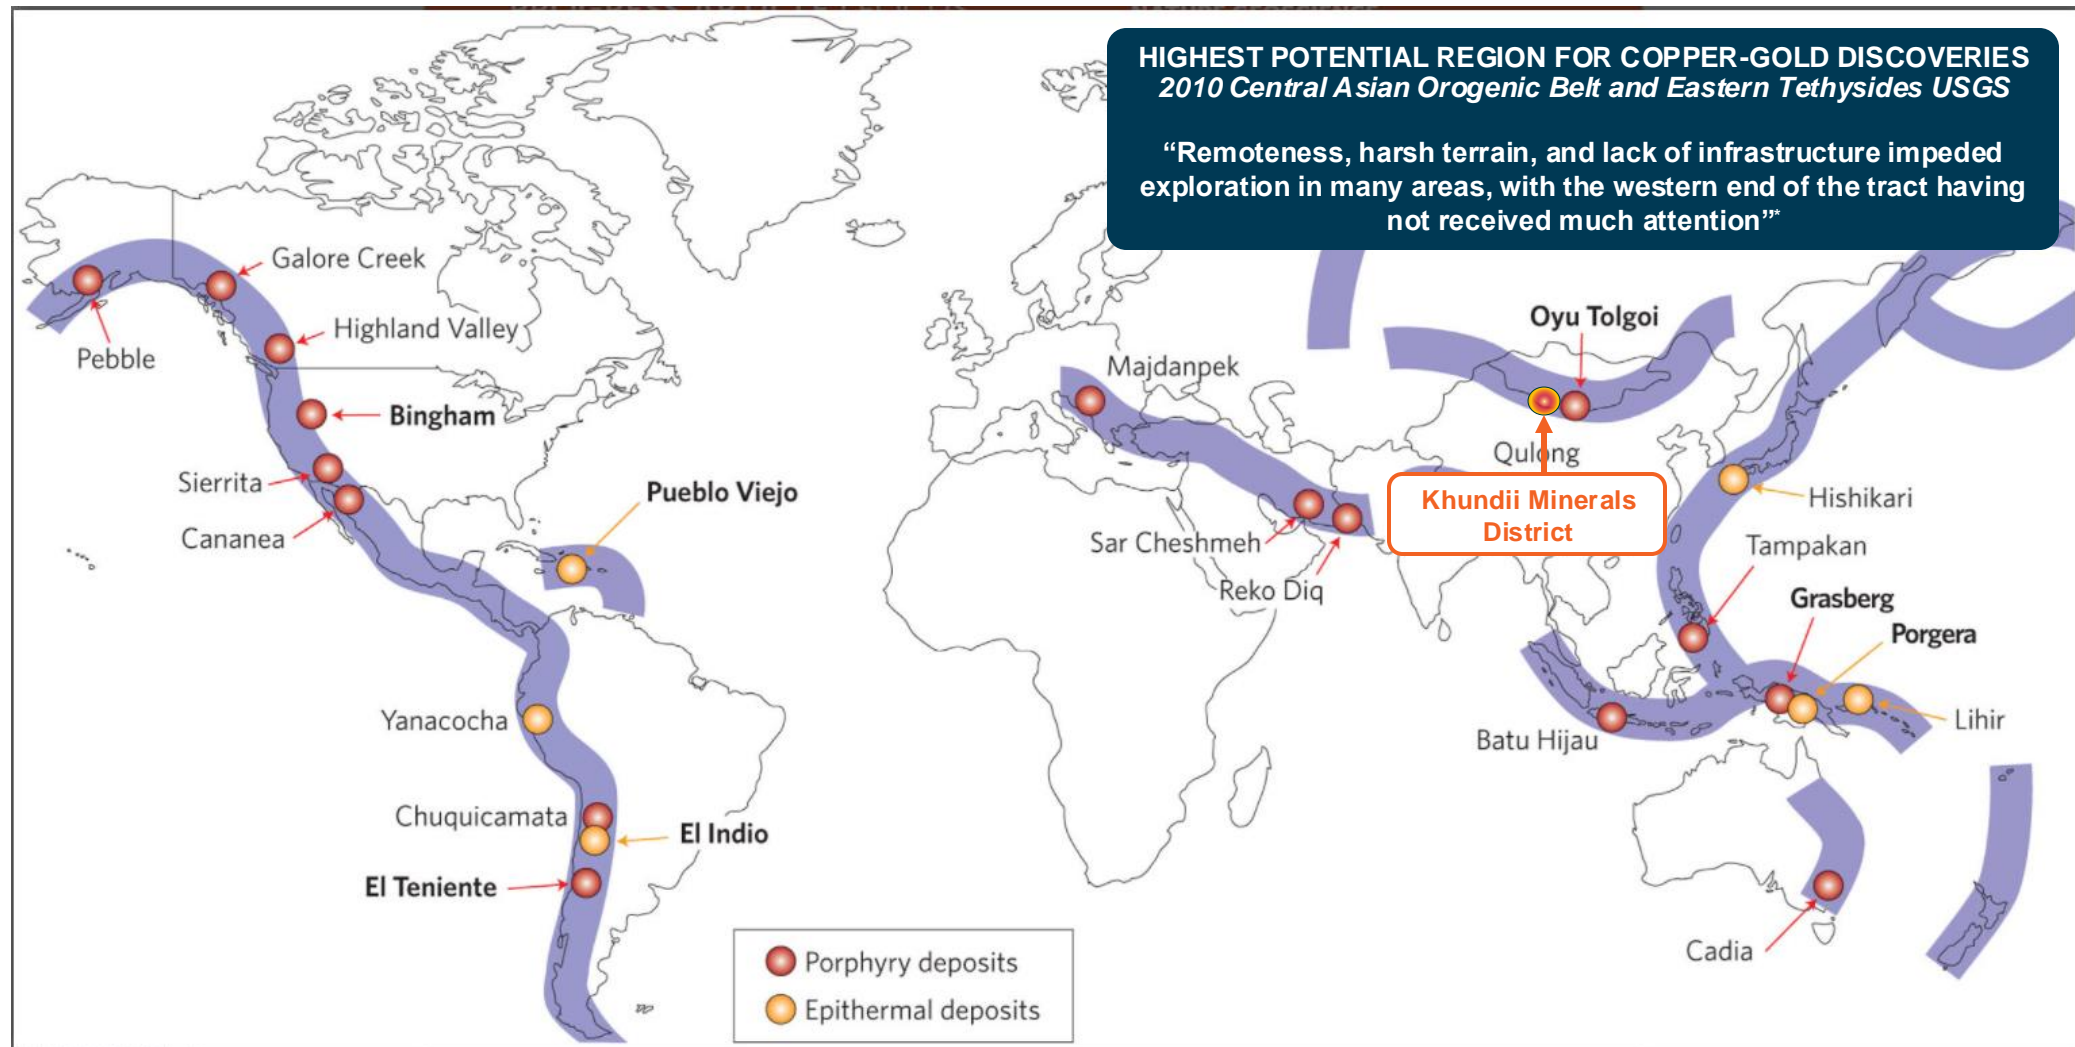 HIGHEST POTENTIAL REGION FOR COPPER-GOLD DISCOVERIES
2010 Central Asian Orogenic Belt and Eastern Tethysides USGS
“Remoteness, harsh terrain, and lack of infrastructure impeded
exploration in many areas, with the western end of the tract having
not received much attention”*
Galore Creek
Highland Valley
Pebble
Bingham
Sierrita
Cananea
Pueblo Viejo
Yanacocha
Chuquicamata
El Indio
El Teniente
Majdanpek
Sar Cheshmeh
Reko Diq
Oyu Tolgoi
Qulong
Khundii Minerals
District
Hishikari
Tampakan
Grasberg
Porgera
Lihir
Batu Hijau
Cadia
Porphyry deposits
Epithermal deposits